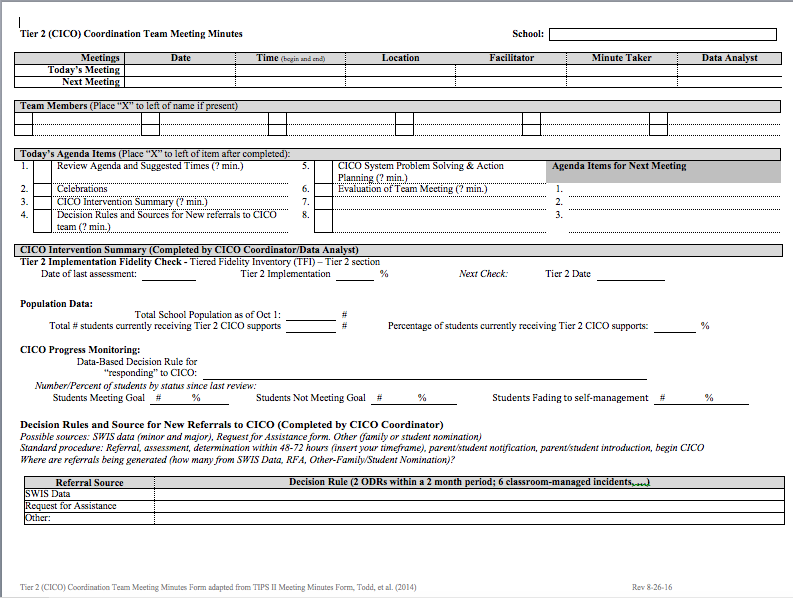 Tier 2 (CICO) Coordination Team Meeting Minutes School:
Meetings Date Time (begin and end) Location Facilitator Minute Taker Data Analyst
Today's Meeting
Next Meeting
Team Members (Place "X" to left of name if present)
Today's Agenda Items (Place "X" to left of item after completed):
1. Review Agenda and Suggested Times (? min.) 5. CICO System Problem Solving & Action Agenda Items for Next Meeting
Planning (? min.)
2. Celebrations 6. Evaluation of Team Meeting (? min.) 1.
3. CICO Intervention Summary (? min.) 7. 2.
4. Decision Rules and Sources for New referrals to CICO 8. 3.
team (? min.)
CICO Intervention Summary (Completed by CICO Coordinator/Data Analyst)
Tier 2 Implementation Fidelity Check - Tiered Fidelity Inventory (TFI) – Tier 2 section
Date of last assessment: Tier 2 Implementation % Next Check: Tier 2 Date
Population Data:
Total School Population as of Oct 1: #
Total # students currently receiving Tier 2 CICO supports # Percentage of students currently receiving Tier 2 CICO supports: %
CICO Progress Monitoring:
Data-Based Decision Rule for
"responding" to CICO:
Number/Percent of students by status since last review:
Students Meeting Goal # % Students Not Meeting Goal # % Students Fading to self-management # %
Decision Rules and Source for New Referrals to CICO (Completed by CICO Coordinator)
Possible sources: SWIS data (minor and major), Request for Assistance form. Other (family or student nomination)
Standard procedure: Referral, assessment, determination within 48-72 hours (insert your timeframe), parent/student notification, parent/student introduction, begin CICO
Where are referrals being generated (how many from SWIS Data, RFA, Other-Family/Student Nomination)?
Referral Source Decision Rule (2 ODRs within a 2 month period; 6 classroom-managed incidents,…)
SWIS Data
Request for Assistance
Other:
Tier 2 (CICO) Coordination Team Meeting Minutes Form adapted from TIPS II Meeting Minutes Form, Todd, et al. (2014) Rev 8-26-16